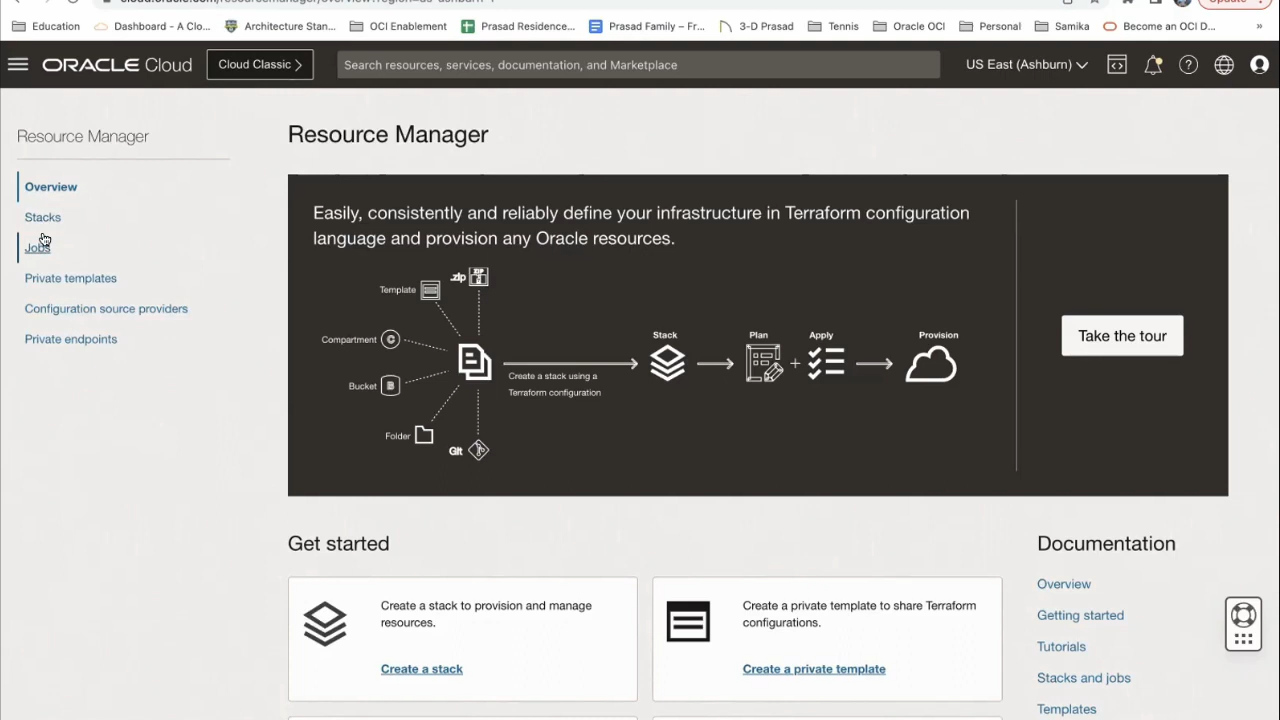 Education
Dashboard - A Clo...
Architecture Stan...
OCI Enablement
Prasad Residence...
Prasad Family – Fr...
3-D Prasad
Tennis
Oracle OCI
Personal
Samika
Become an OCI D...
»
ORACLE Cloud
Cloud Classic
Search resources, services, documentation, and Marketplace
US East (Ashburn)
Resource Manager
Overview
Stacks
Jobs
Private templates
Configuration source providers
Private endpoints
Resource Manager
Easily, consistently and reliably define your infrastructure in Terraform configuration
language and provision any Oracle resources.
.zip
ZIP
Template
Compartment
C
Bucket
B
Folder
Git
Create a stack using a
Terraform configuration
Stack
Plan
+
Apply
Provision
Take the tour
Get started
Create a stack to provision and manage
resources.
Create a stack
Create a private template to share Terraform
configurations.
Create a private template
Documentation
Overview
Getting started
Tutorials
Stacks and jobs
Templates